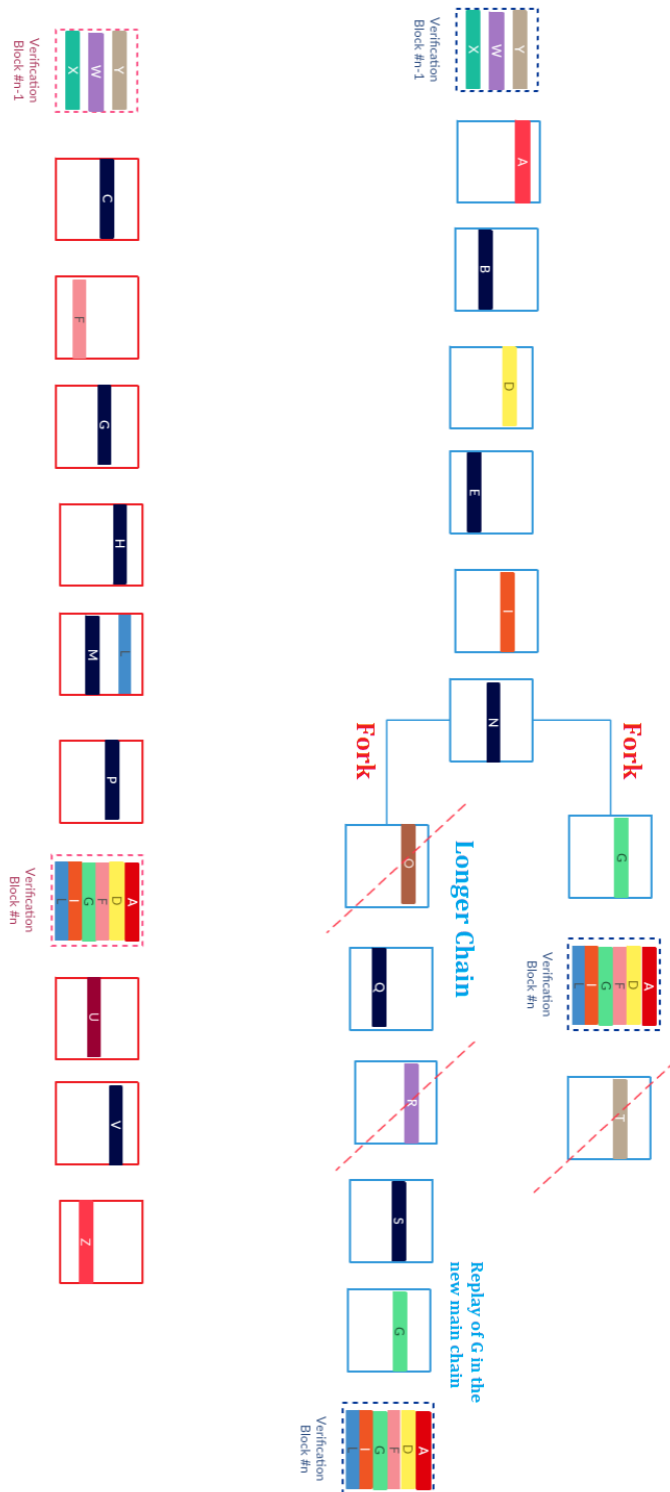 Fork
G
A
D
F
G
I
L
Verification
Block #n
T
Y
W
X
Verification
Block #n-1
A
B
D
E
I
N
Longer Chain
Replay of G in the
new main chain
Fork
O
Q
R
S
G
A
D
F
G
I
L
Verification
Block #n
Y
W
X
Verification
Block #n-1
C
F
G
H
L
M
P
A
D
F
G
I
L
Verification
Block #n
U
V
Z